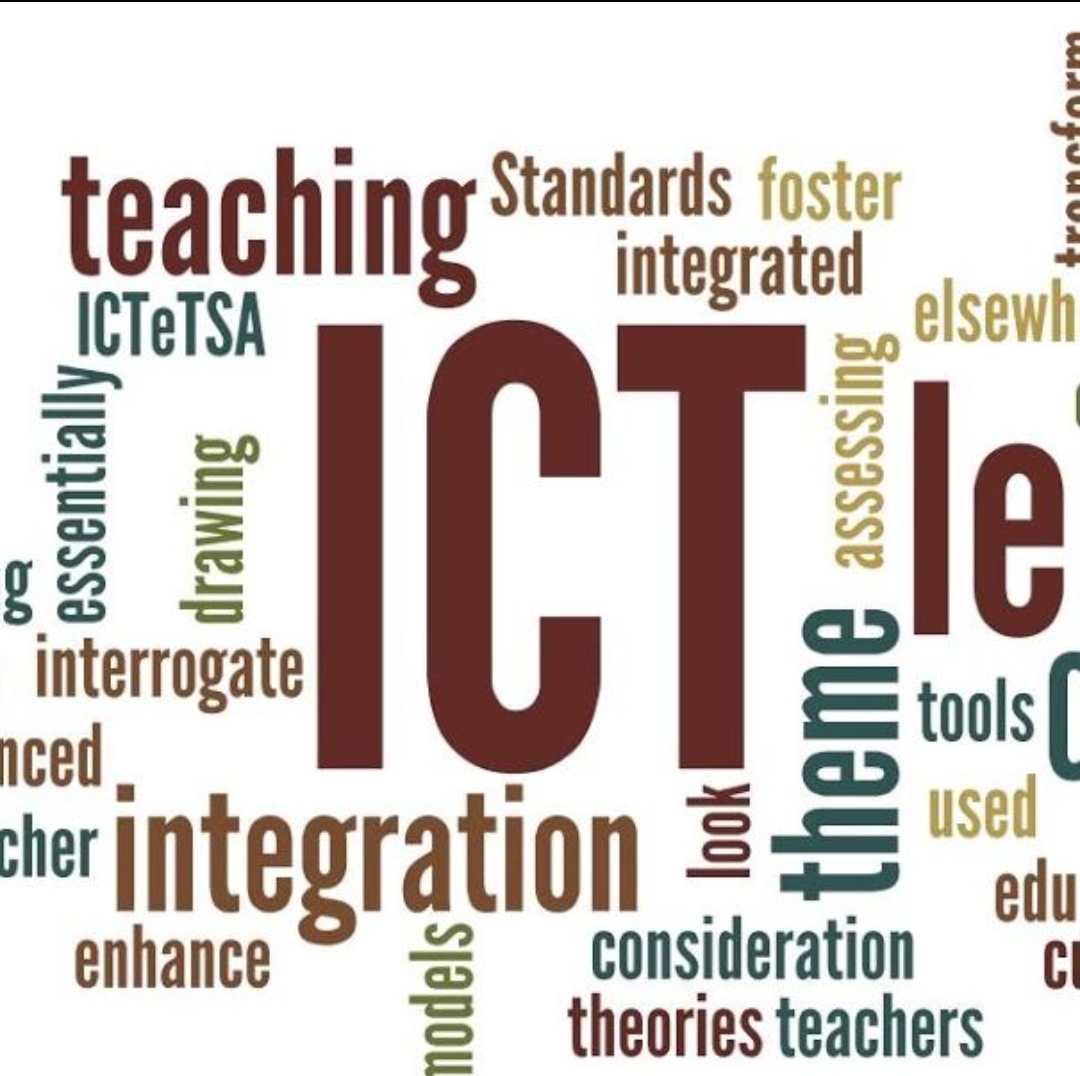 transform
teaching
Standards
foster
integrated
ICTeTSA
elsewh
essentially
drawing
ICT
assessing
le
g
interrogate
theme
tools
nced
integration
look
used
cher
edu
enhance
models
consideration
theories
teachers